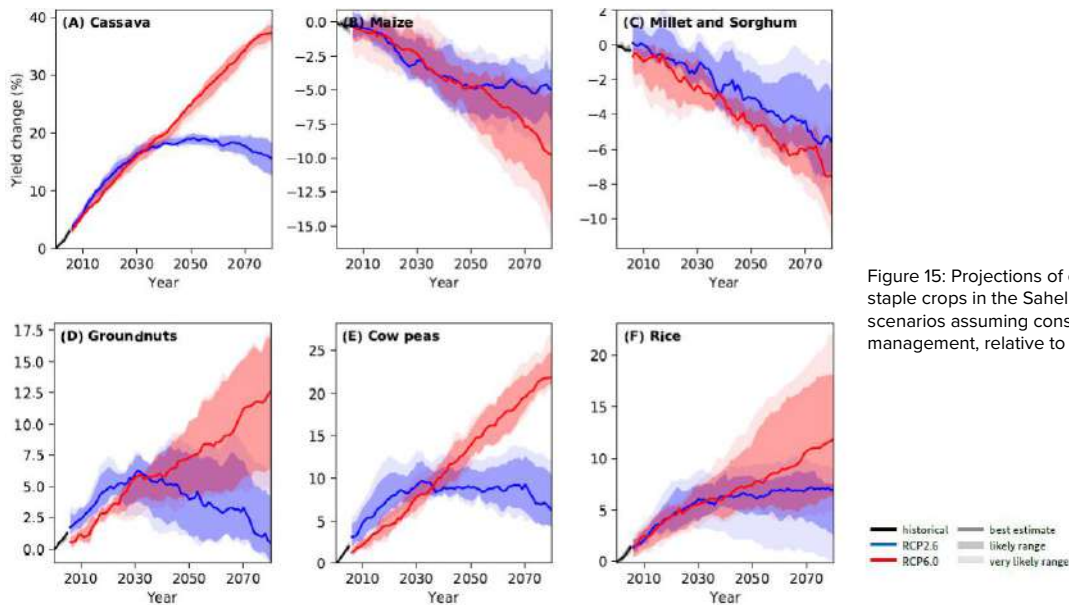 (A) Cassava
(B) Maize
(C) Millet and Sorghum
Yield change (%)
40
30
20
10
0
0.0
−2.5
−5.0
−7.5
−10.0
−12.5
−15.0
2
0
−2
−4
−6
−8
−10
2010 2030 2050 2070
2010 2030 2050 2070
2010 2030 2050 2070
Year
Year
Year
Figure 15: Projections of
staple crops in the Sahel
scenarios assuming cons
management, relative to
(D) Groundnuts
(E) Cow peas
(F) Rice
17.5
15.0
12.5
10.0
7.5
5.0
2.5
0.0
25
20
15
10
5
0
20
15
10
5
0
2010 2030 2050 2070
2010 2030 2050 2070
2010 2030 2050 2070
Year
Year
Year
historical best estimate
RCP2.6 likely range
RCP6.0 very likely range